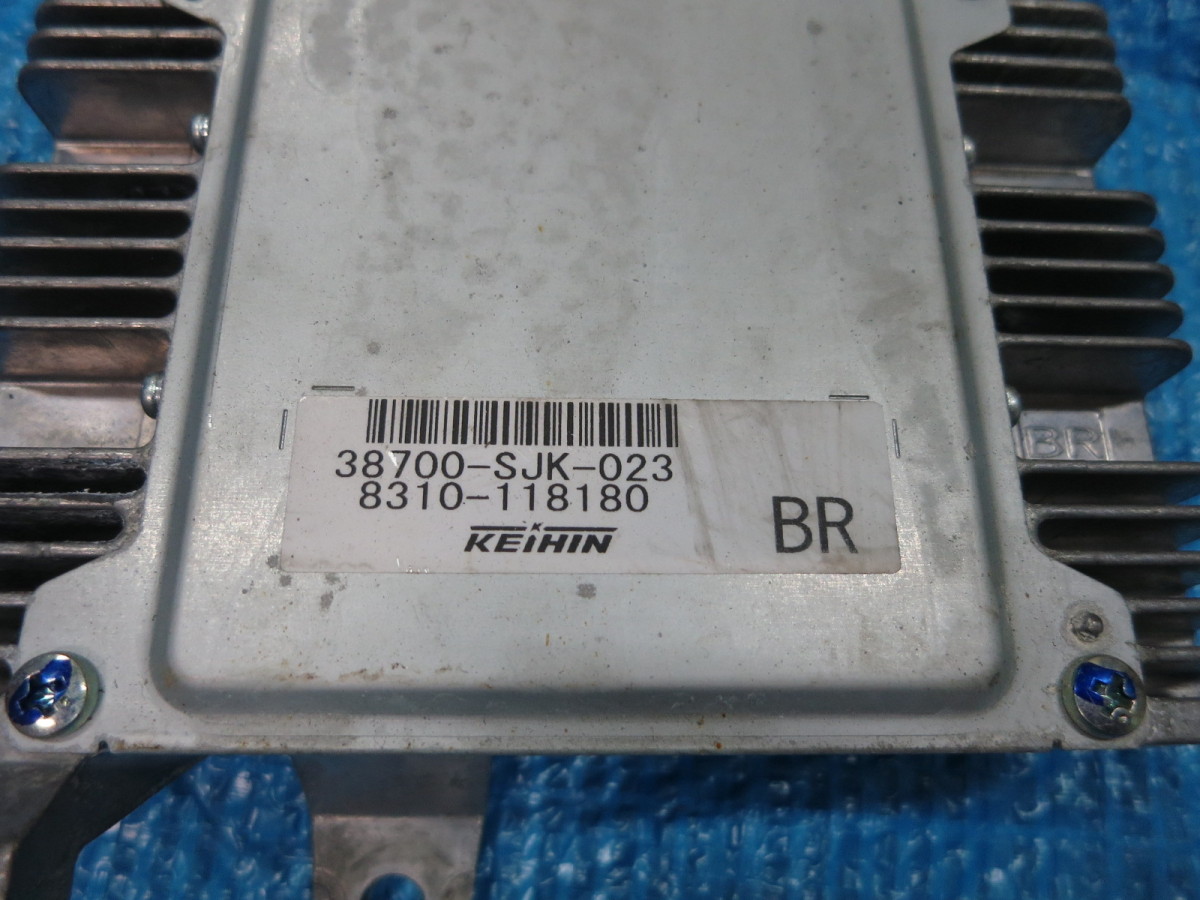 38700-SJK-023
8310-118180
KEIHIN
BR
BR